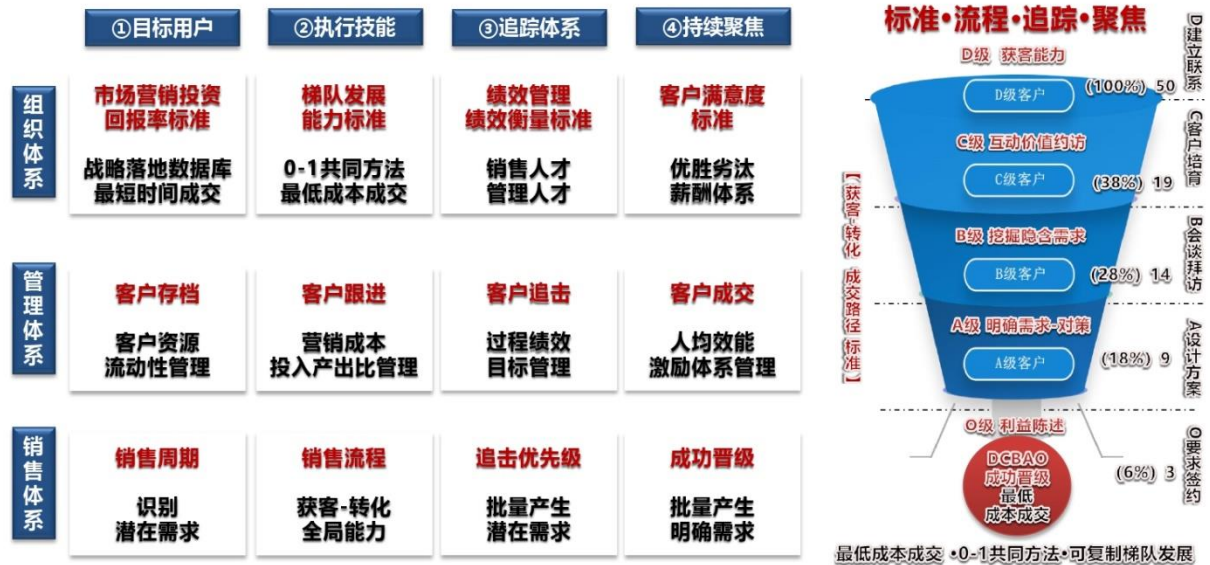 ①目标用户
②执行技能
③追踪体系
④持续聚焦
组织体系
市场营销投资
回报率标准
战略落地数据库
最短时间成交
梯队发展
能力标准
0-1共同方法
最低成本成交
绩效管理
绩效衡量标准
销售人才
管理人才
客户满意度
标准
优胜劣汰
薪酬体系
管理体系
客户存档
客户资源
流动性管理
客户跟进
营销成本
投入产出比管理
客户追击
过程绩效
目标管理
客户成交
人均效能
激励体系管理
销售体系
销售周期
识别
潜在需求
销售流程
获客-转化
全局能力
追击优先级
批量产生
潜在需求
成功晋级
批量产生
明确需求
标准•流程•追踪•聚焦
D级 获客能力
D级客户
(100%) 50
D建立联系
C级 互动价值约访
C级客户
(38%) 19
C客户培育
B级 挖掘隐含需求
B级客户
(28%) 14
B会谈拜访
A级 明确需求-对策
A级客户
(18%) 9
A设计方案
【获客-转化 成交路径 标准】
O级 利益陈述
DCBAO
成功晋级
最低
成本成交
(6%) 3
O要求签约
最低成本成交 •0-1共同方法•可复制梯队发展